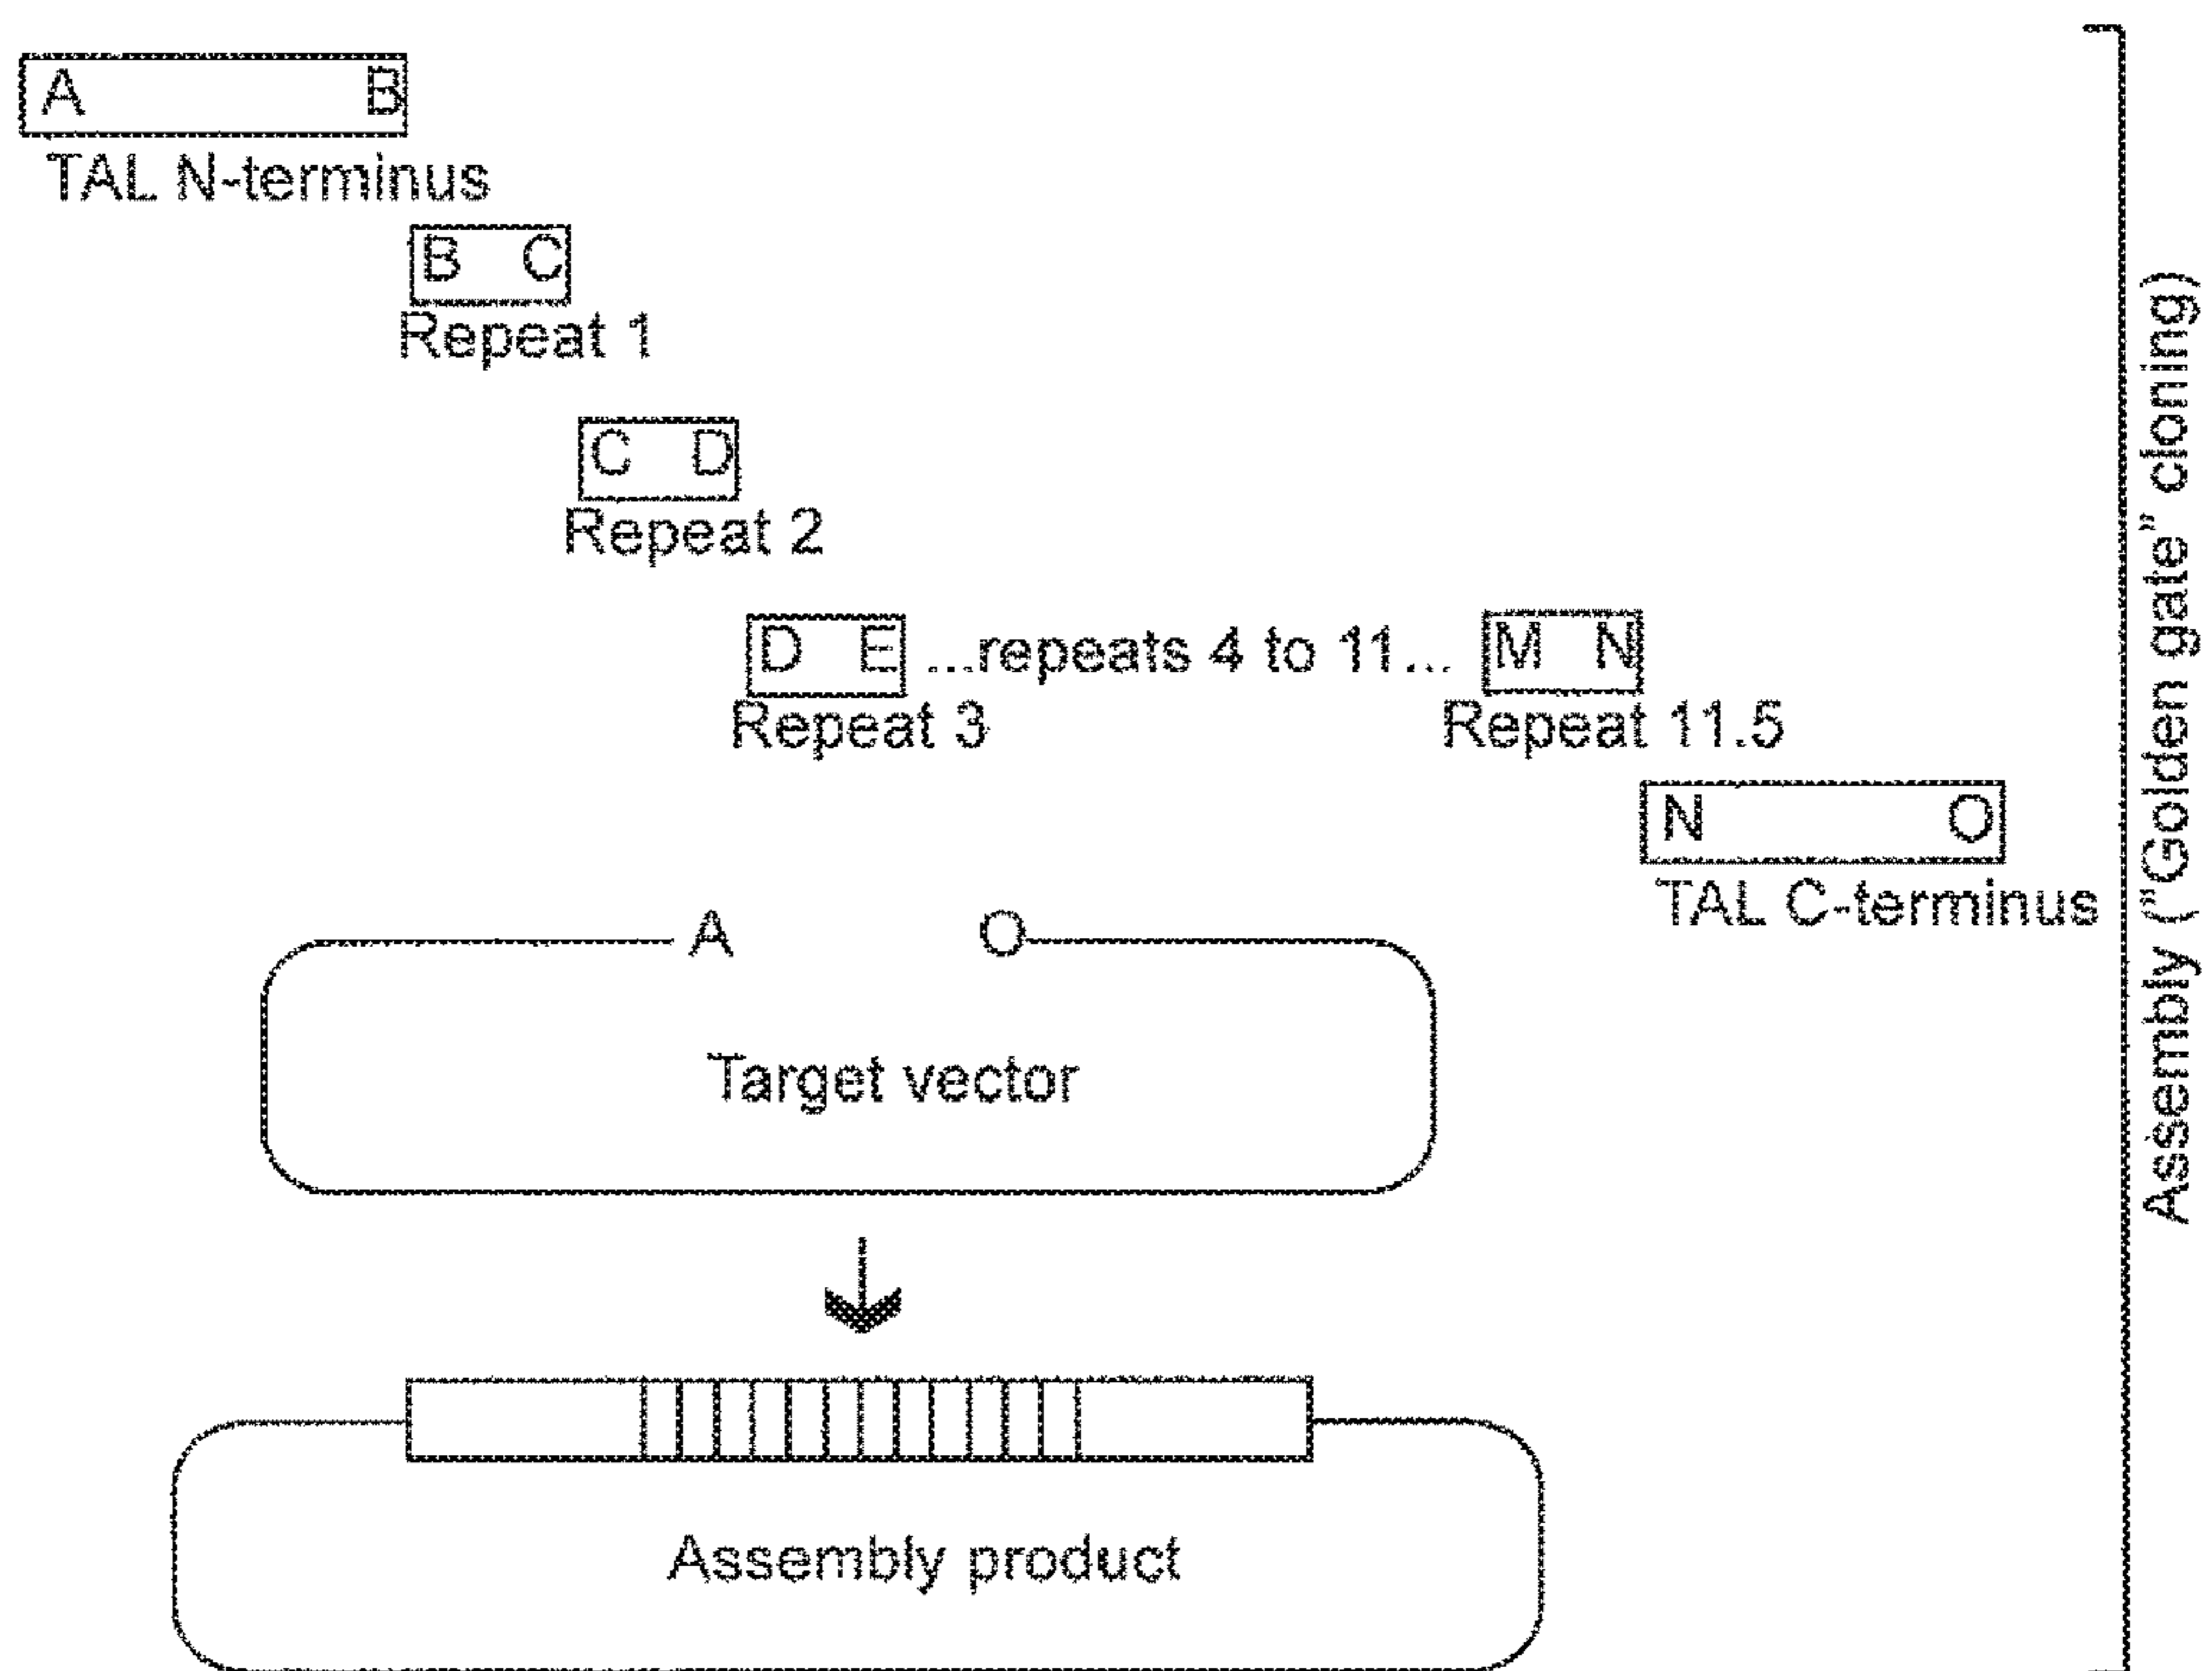 A B
TAL N-terminus
B C
Repeat 1
C D
Repeat 2
D E ...repeats 4 to 11... M N
Repeat 3 Repeat 11.5
N O
TAL C-terminus
A O
Target vector
Assembly product
Assembly ("Golden gate" cloning)